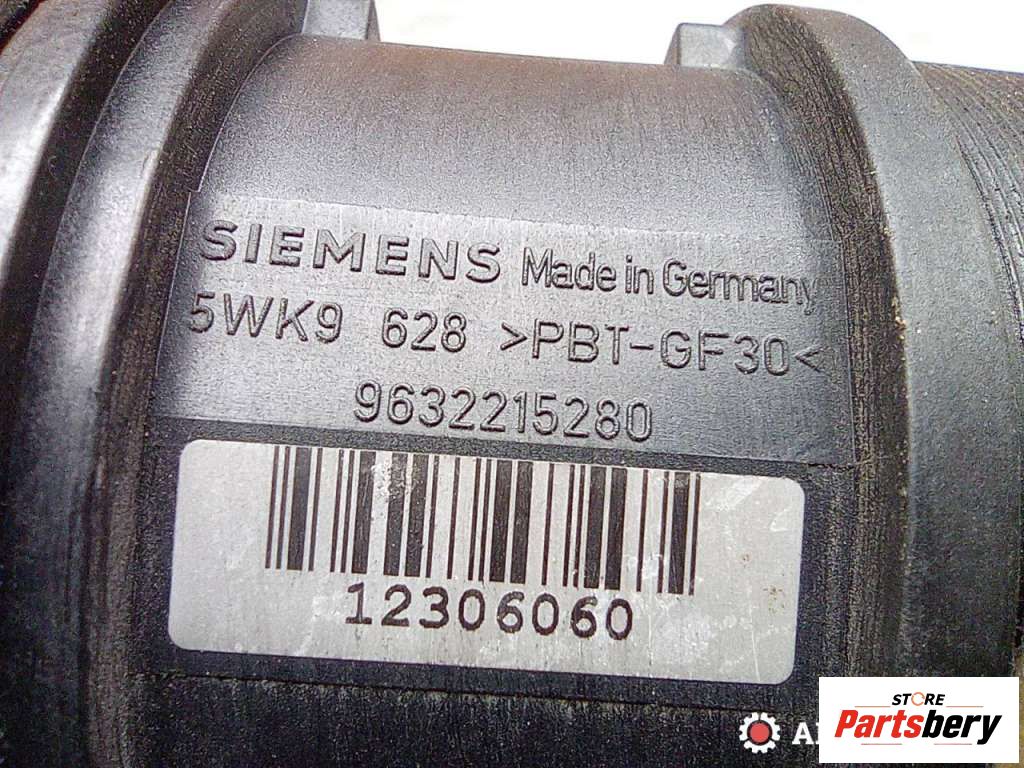 SIEMENS Made in Germany
5WK9 628 >PBT-GF30<
9632215280
12306060
STORE
Partsbery